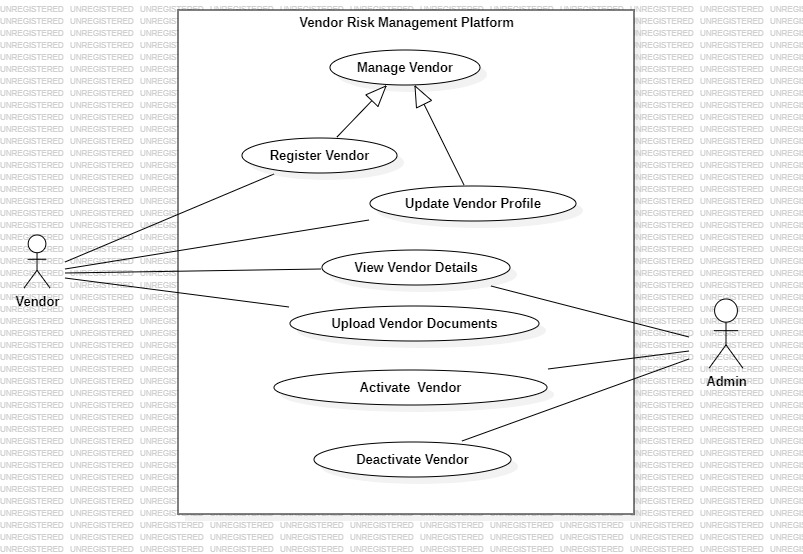 Vendor Risk Management Platform
Manage Vendor
Register Vendor
Update Vendor Profile
View Vendor Details
Vendor
Upload Vendor Documents
Activate  Vendor
Admin
Deactivate Vendor
UNREGISTERED